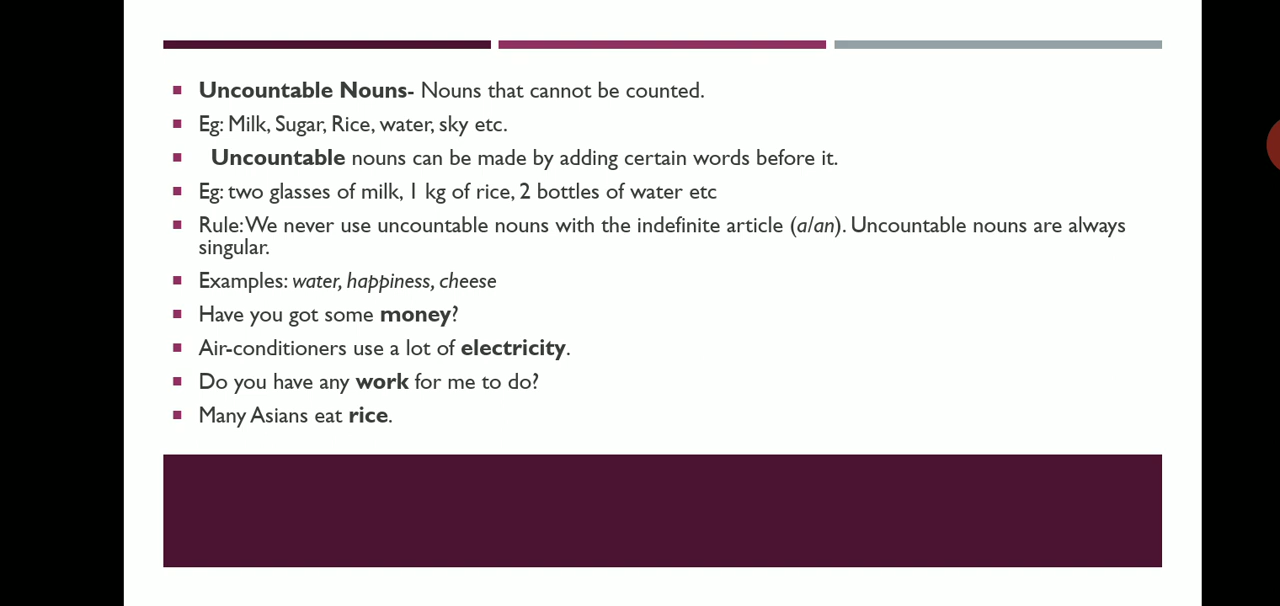 Uncountable Nouns- Nouns that cannot be counted.
Eg: Milk, Sugar, Rice, water, sky etc.
Uncountable nouns can be made by adding certain words before it.
Eg: two glasses of milk, 1 kg of rice, 2 bottles of water etc
Rule: We never use uncountable nouns with the indefinite article (a/an). Uncountable nouns are always
singular.
Examples: water, happiness, cheese
Have you got some money?
Air-conditioners use a lot of electricity.
Do you have any work for me to do?
Many Asians eat rice.